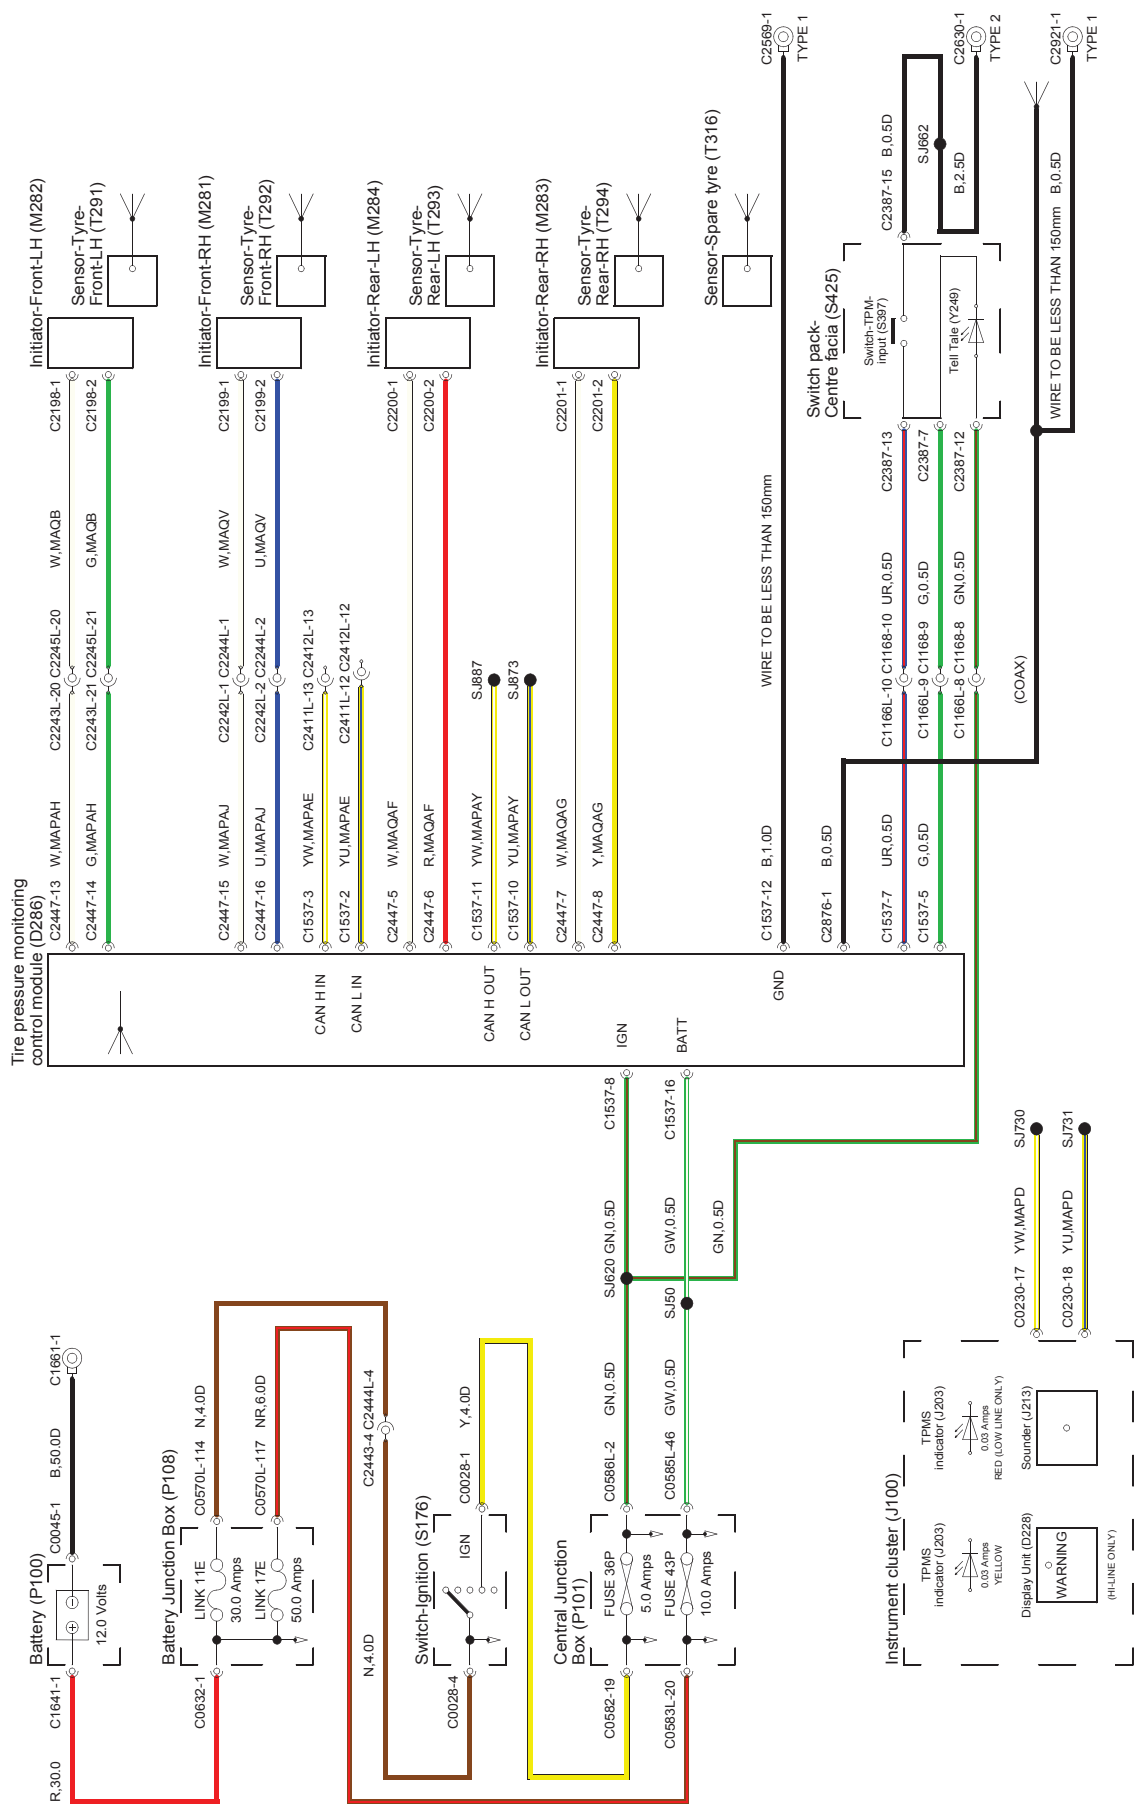 Battery (P100)
12.0 Volts
C1641-1
C0045-1
R,30.0
B,50.0D
C1661-1
Battery Junction Box (P108)
LINK 11E
30.0 Amps
LINK 17E
50.0 Amps
C0632-1
C0570L-114
N,4.0D
C0570L-117
NR,6.0D
N,4.0D
C2443-4
C2444L-4
Switch-Ignition (S176)
IGN
C0028-4
C0028-1
Y,4.0D
Central Junction
Box (P101)
FUSE 36P
5.0 Amps
FUSE 43P
10.0 Amps
C0582-19
C0583L-20
C0586L-2
GN,0.5D
SJ620
GN,0.5D
C1537-8
C0585L-46
GW,0.5D
SJ50
GW,0.5D
C1537-16
GN,0.5D
Instrument cluster (J100)
TPMS
indicator (J203)
0.03 Amps
YELLOW
TPMS
indicator (J203)
0.03 Amps
RED (LOW LINE ONLY)
Display Unit (D228)
WARNING
(HI-LINE ONLY)
Sounder (J213)
C0230-17
YW,MAPD
SJ730
C0230-18
YU,MAPD
SJ731
Tire pressure monitoring
control module (D286)
CAN H IN
CAN L IN
CAN H OUT
CAN L OUT
IGN
BATT
GND
C2447-13
W,MAPAH
C2243L-20
C2245L-20
W,MAQB
C2198-1
C2447-14
G,MAPAH
C2243L-21
C2245L-21
G,MAQB
C2198-2
Initiator-Front-LH (M282)
Sensor-Tyre-
Front-LH (T291)
C2447-15
W,MAPAJ
C2242L-1
C2244L-1
W,MAQV
C2199-1
C2447-16
U,MAPAJ
C2242L-2
C2244L-2
U,MAQV
C2199-2
Initiator-Front-RH (M281)
Sensor-Tyre-
Front-RH (T292)
C1537-3
YW,MAPAE
C2411L-13
C2412L-13
C1537-2
YU,MAPAE
C2411L-12
C2412L-12
C2447-5
W,MAQAF
C2200-1
C2447-6
R,MAQAF
C2200-2
Initiator-Rear-LH (M284)
Sensor-Tyre-
Rear-LH (T293)
C1537-11
YW,MAPAY
SJ887
C1537-10
YU,MAPAY
SJ873
C2447-7
W,MAQAG
C2201-1
C2447-8
Y,MAQAG
C2201-2
Initiator-Rear-RH (M283)
Sensor-Tyre-
Rear-RH (T294)
Sensor-Spare tyre (T316)
C1537-12
B,1.0D
WIRE TO BE LESS THAN 150mm
C2569-1
TYPE 1
C2876-1
B,0.5D
(COAX)
C1537-7
UR,0.5D
C1166L-10
C1168-10
UR,0.5D
C2387-13
C1537-5
G,0.5D
C1166L-9
C1168-9
G,0.5D
C2387-7
C1166L-8
C1168-8
GN,0.5D
C2387-12
Switch pack-
Centre facia (S425)
Switch-TPM-
input (S397)
Tell Tale (Y249)
C2387-15
B,0.5D
SJ662
B,2.5D
C2630-1
TYPE 2
WIRE TO BE LESS THAN 150mm
B,0.5D
C2921-1
TYPE 1